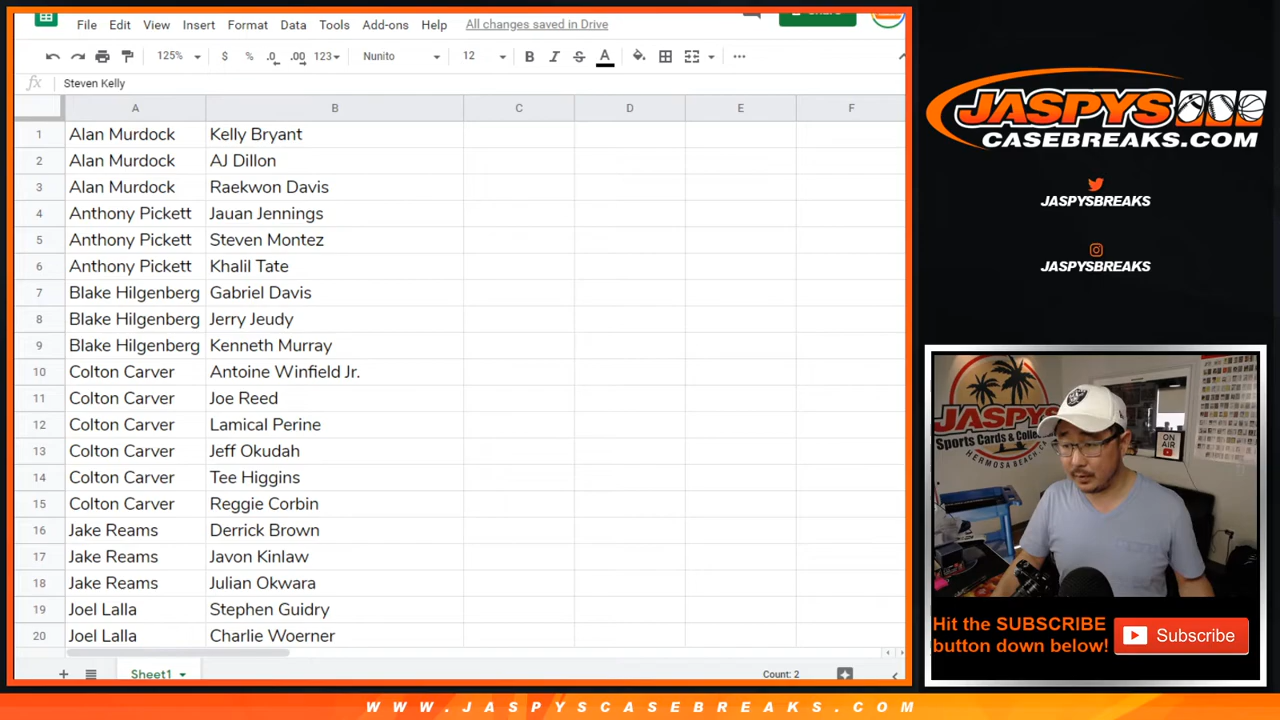 File Edit View Insert Format Data Tools Add-ons Help All changes saved in Drive
125% $ % .0 .00 123 Nunito 12 B I S A
fx Steven Kelly
A B C D E F
1 Alan Murdock Kelly Bryant
2 Alan Murdock AJ Dillon
3 Alan Murdock Raekwon Davis
4 Anthony Pickett Jauan Jennings
5 Anthony Pickett Steven Montez
6 Anthony Pickett Khalil Tate
7 Blake Hilgenberg Gabriel Davis
8 Blake Hilgenberg Jerry Jeudy
9 Blake Hilgenberg Kenneth Murray
10 Colton Carver Antoine Winfield Jr.
11 Colton Carver Joe Reed
12 Colton Carver Lamical Perine
13 Colton Carver Jeff Okudah
14 Colton Carver Tee Higgins
15 Colton Carver Reggie Corbin
16 Jake Reams Derrick Brown
17 Jake Reams Javon Kinlaw
18 Jake Reams Julian Okwara
19 Joel Lalla Stephen Guidry
20 Joel Lalla Charlie Woerner
Sheet1 Count: 2
JASPYS
CASEBREAKS.COM
JASPYSBREAKS
JASPYSBREAKS
JASPYS
Sports Cards & Collec
HERMOSA BEACH
ON
AIR
Hit the SUBSCRIBE
button down below!
Subscribe
WWW.JASPYSCASEBREAKS.COM